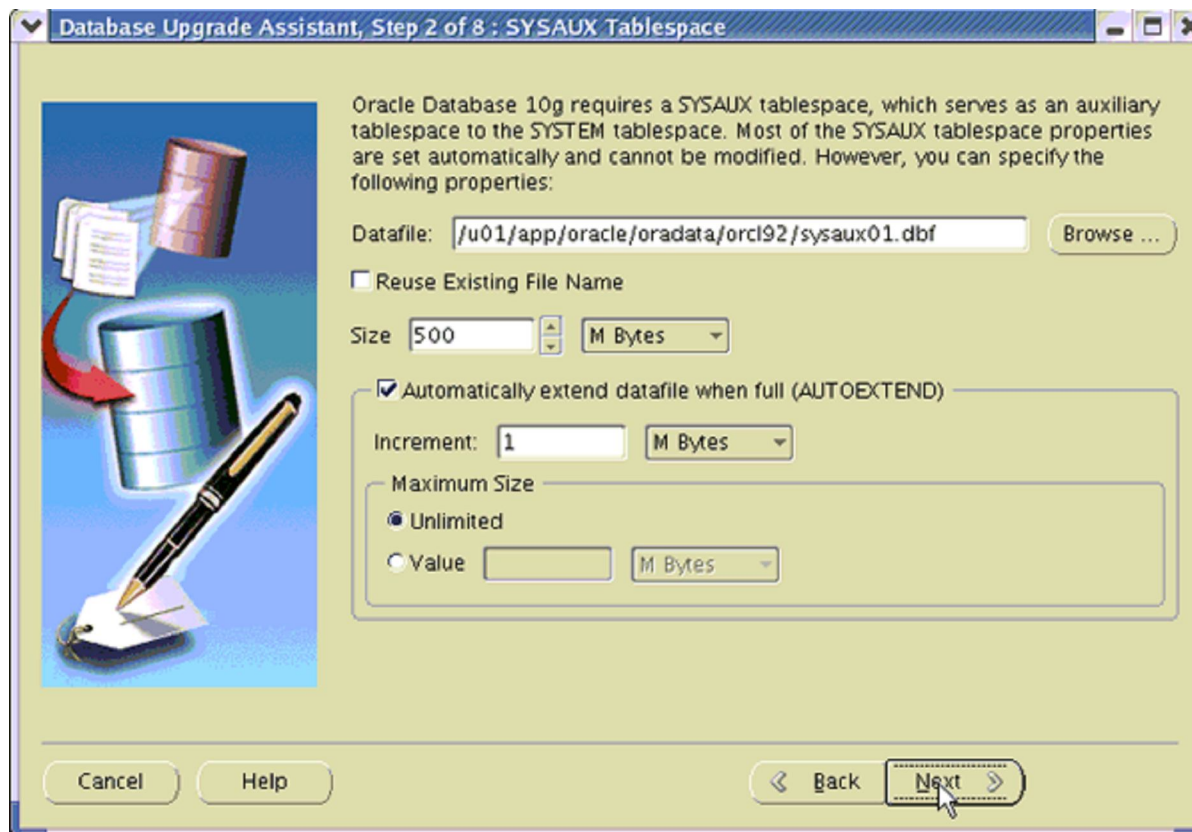 Database Upgrade Assistant, Step 2 of 8 : SYSAUX Tablespace
Oracle Database 10g requires a SYSAUX tablespace, which serves as an auxiliary
tablespace to the SYSTEM tablespace. Most of the SYSAUX tablespace properties
are set automatically and cannot be modified. However, you can specify the
following properties:
Datafile: /u01/app/oracle/oradata/orcl92/sysaux01.dbf Browse ...
Reuse Existing File Name
Size 500 M Bytes
Automatically extend datafile when full (AUTOEXTEND)
Increment: 1 M Bytes
Maximum Size
Unlimited
Value M Bytes
Cancel Help Back Next